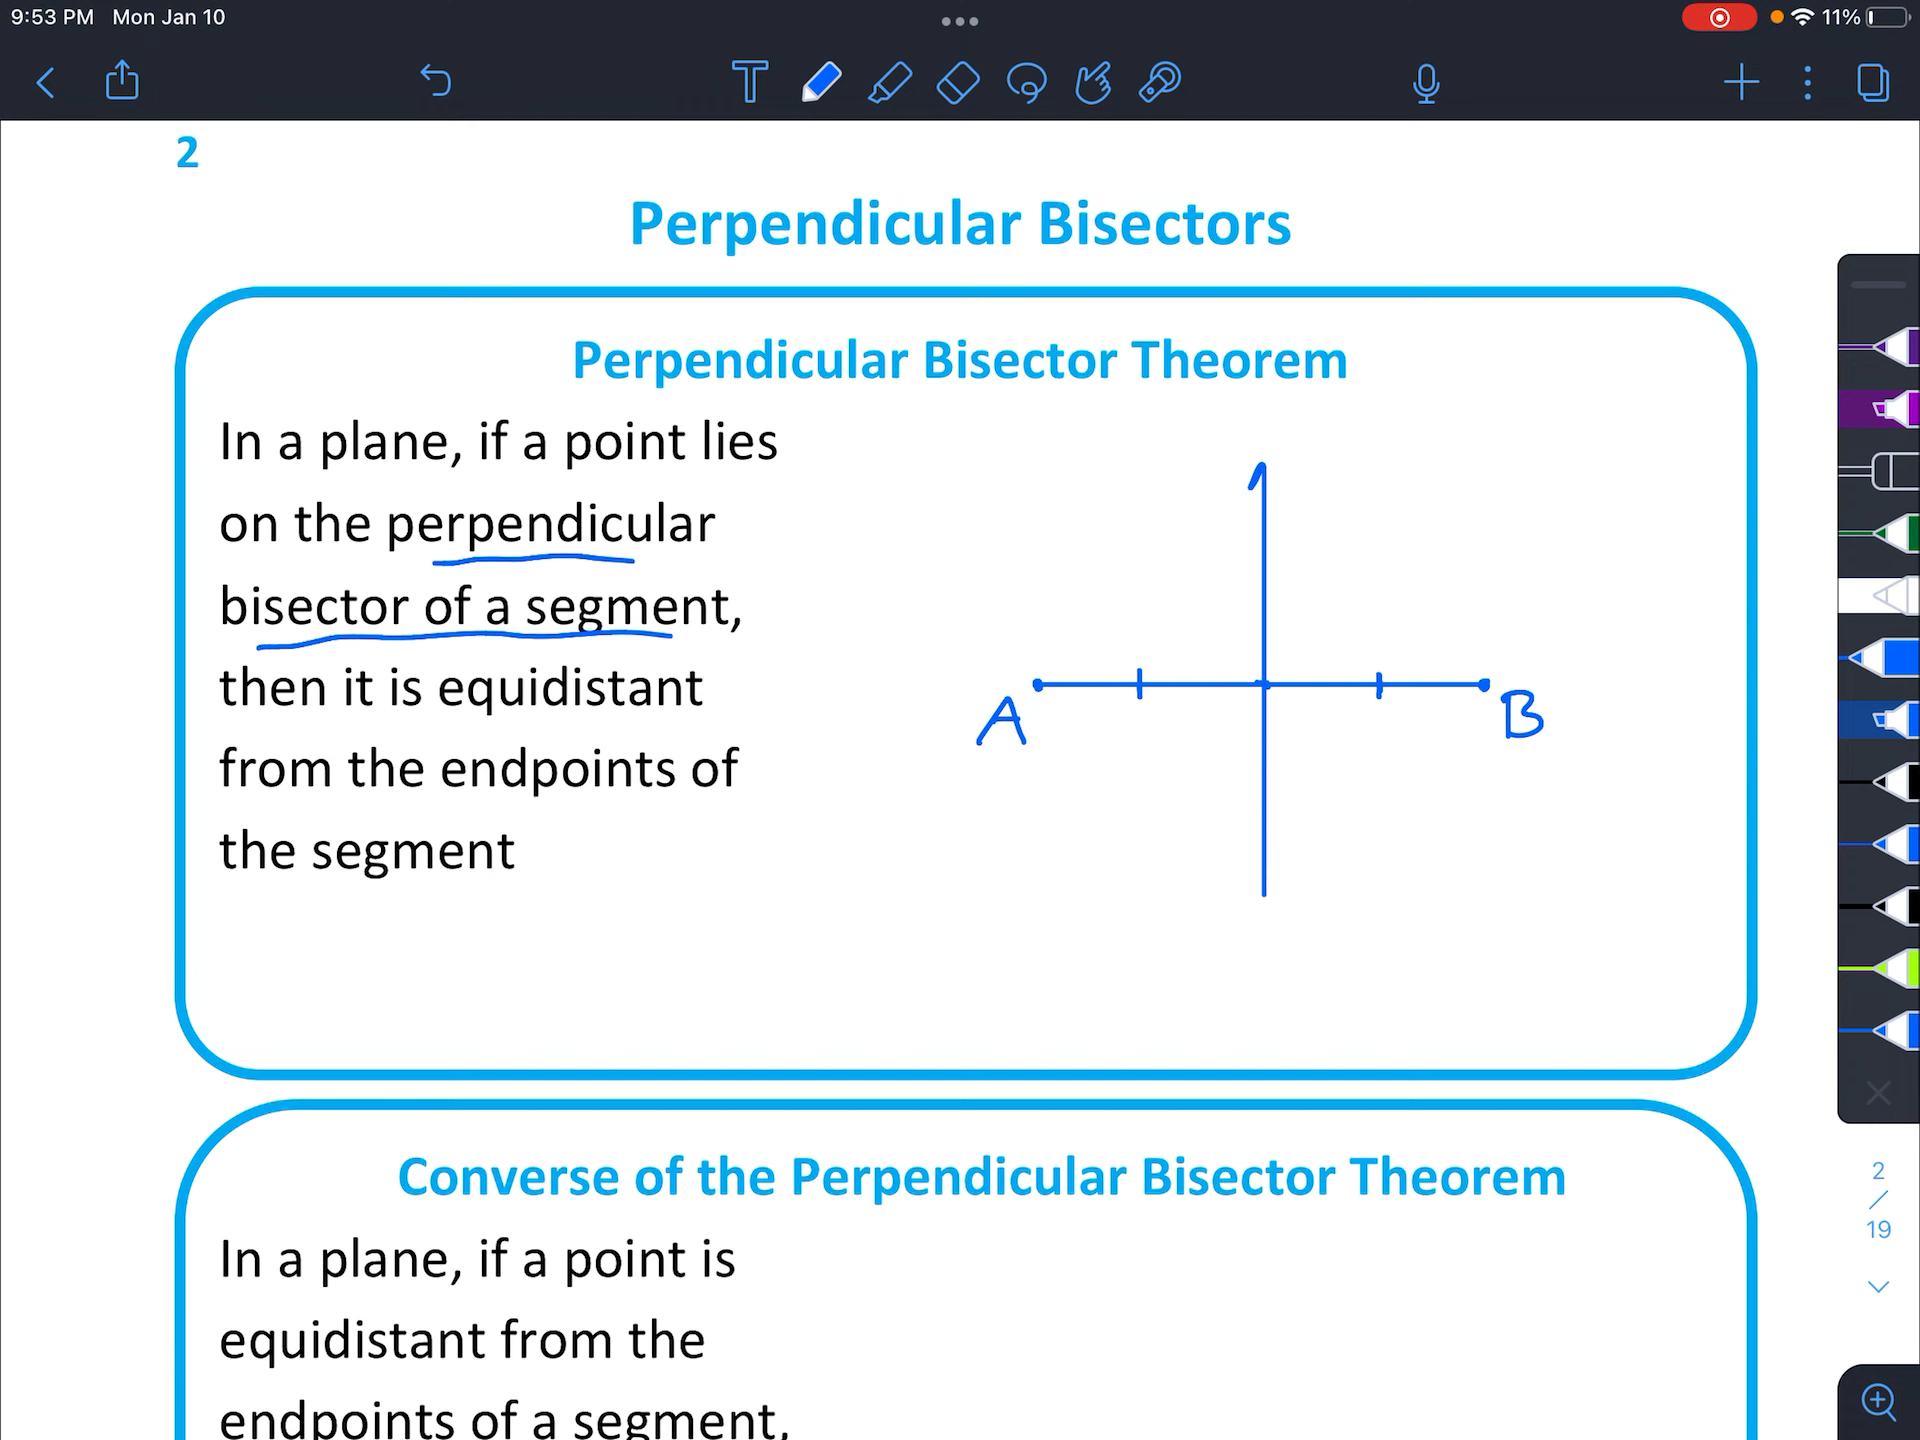 9:53 PM Mon Jan 10
11%
2
Perpendicular Bisectors
Perpendicular Bisector Theorem
In a plane, if a point lies
on the perpendicular
bisector of a segment,
then it is equidistant
from the endpoints of
the segment
A
B
Converse of the Perpendicular Bisector Theorem
In a plane, if a point is
equidistant from the
endpoints of a segment,
2
/
19